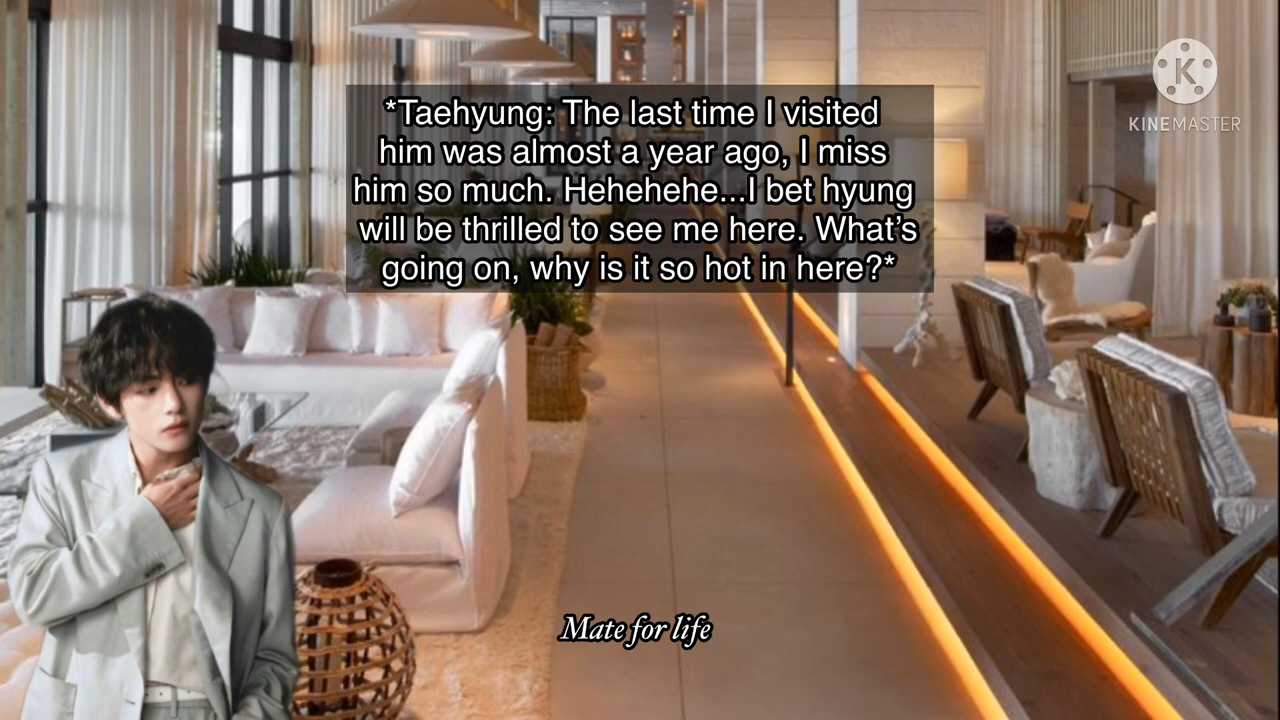 KINEMASTER
*Taehyung: The last time I visited
him was almost a year ago, I miss
him so much. Hehehehe...I bet hyung
will be thrilled to see me here. What’s
going on, why is it so hot in here?*
Mate for life